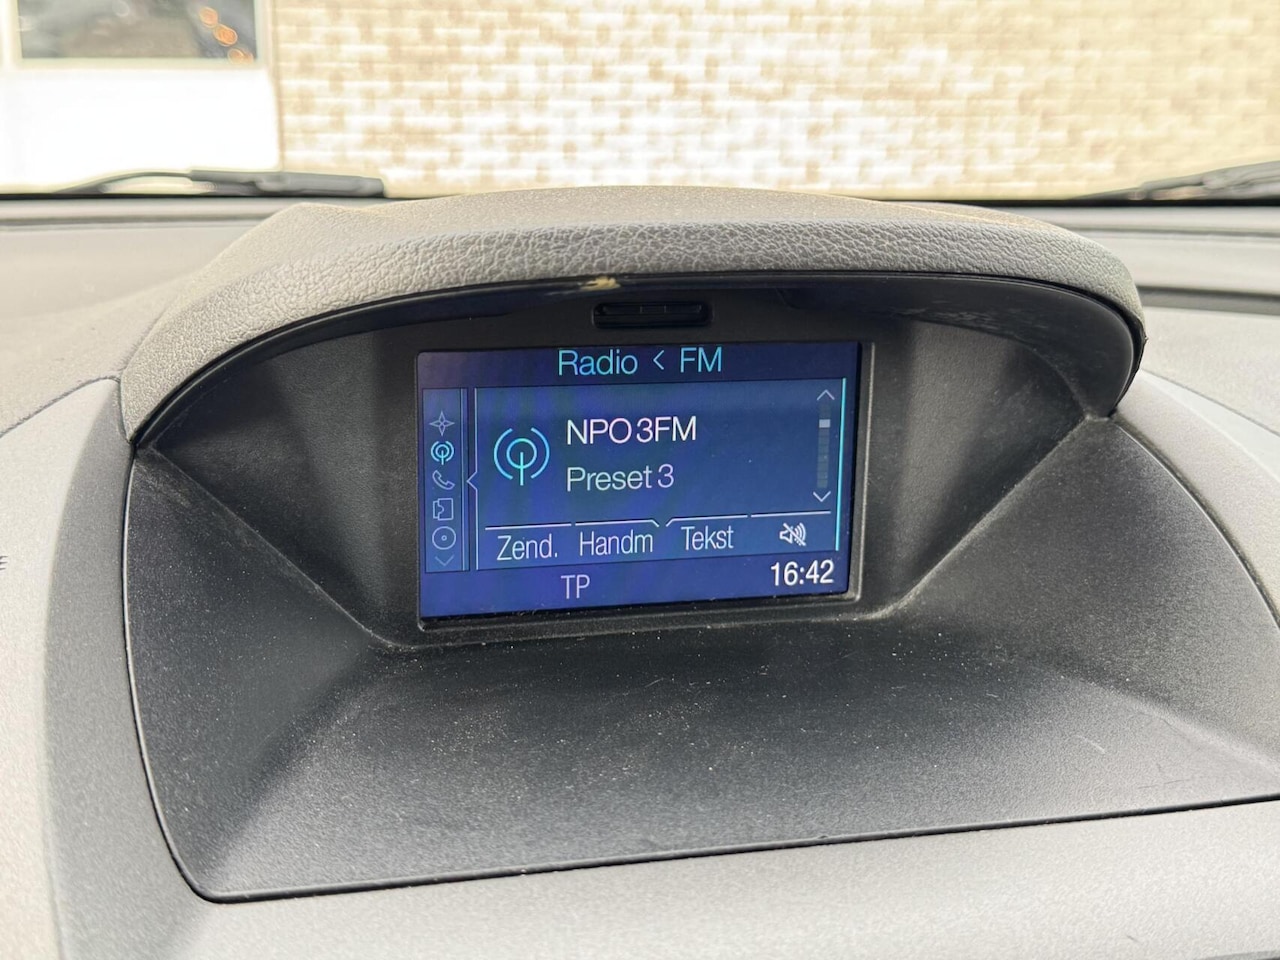 Radio < FM
NPO 3FM
Preset 3
Zend. Handm Tekst
TP 16:42